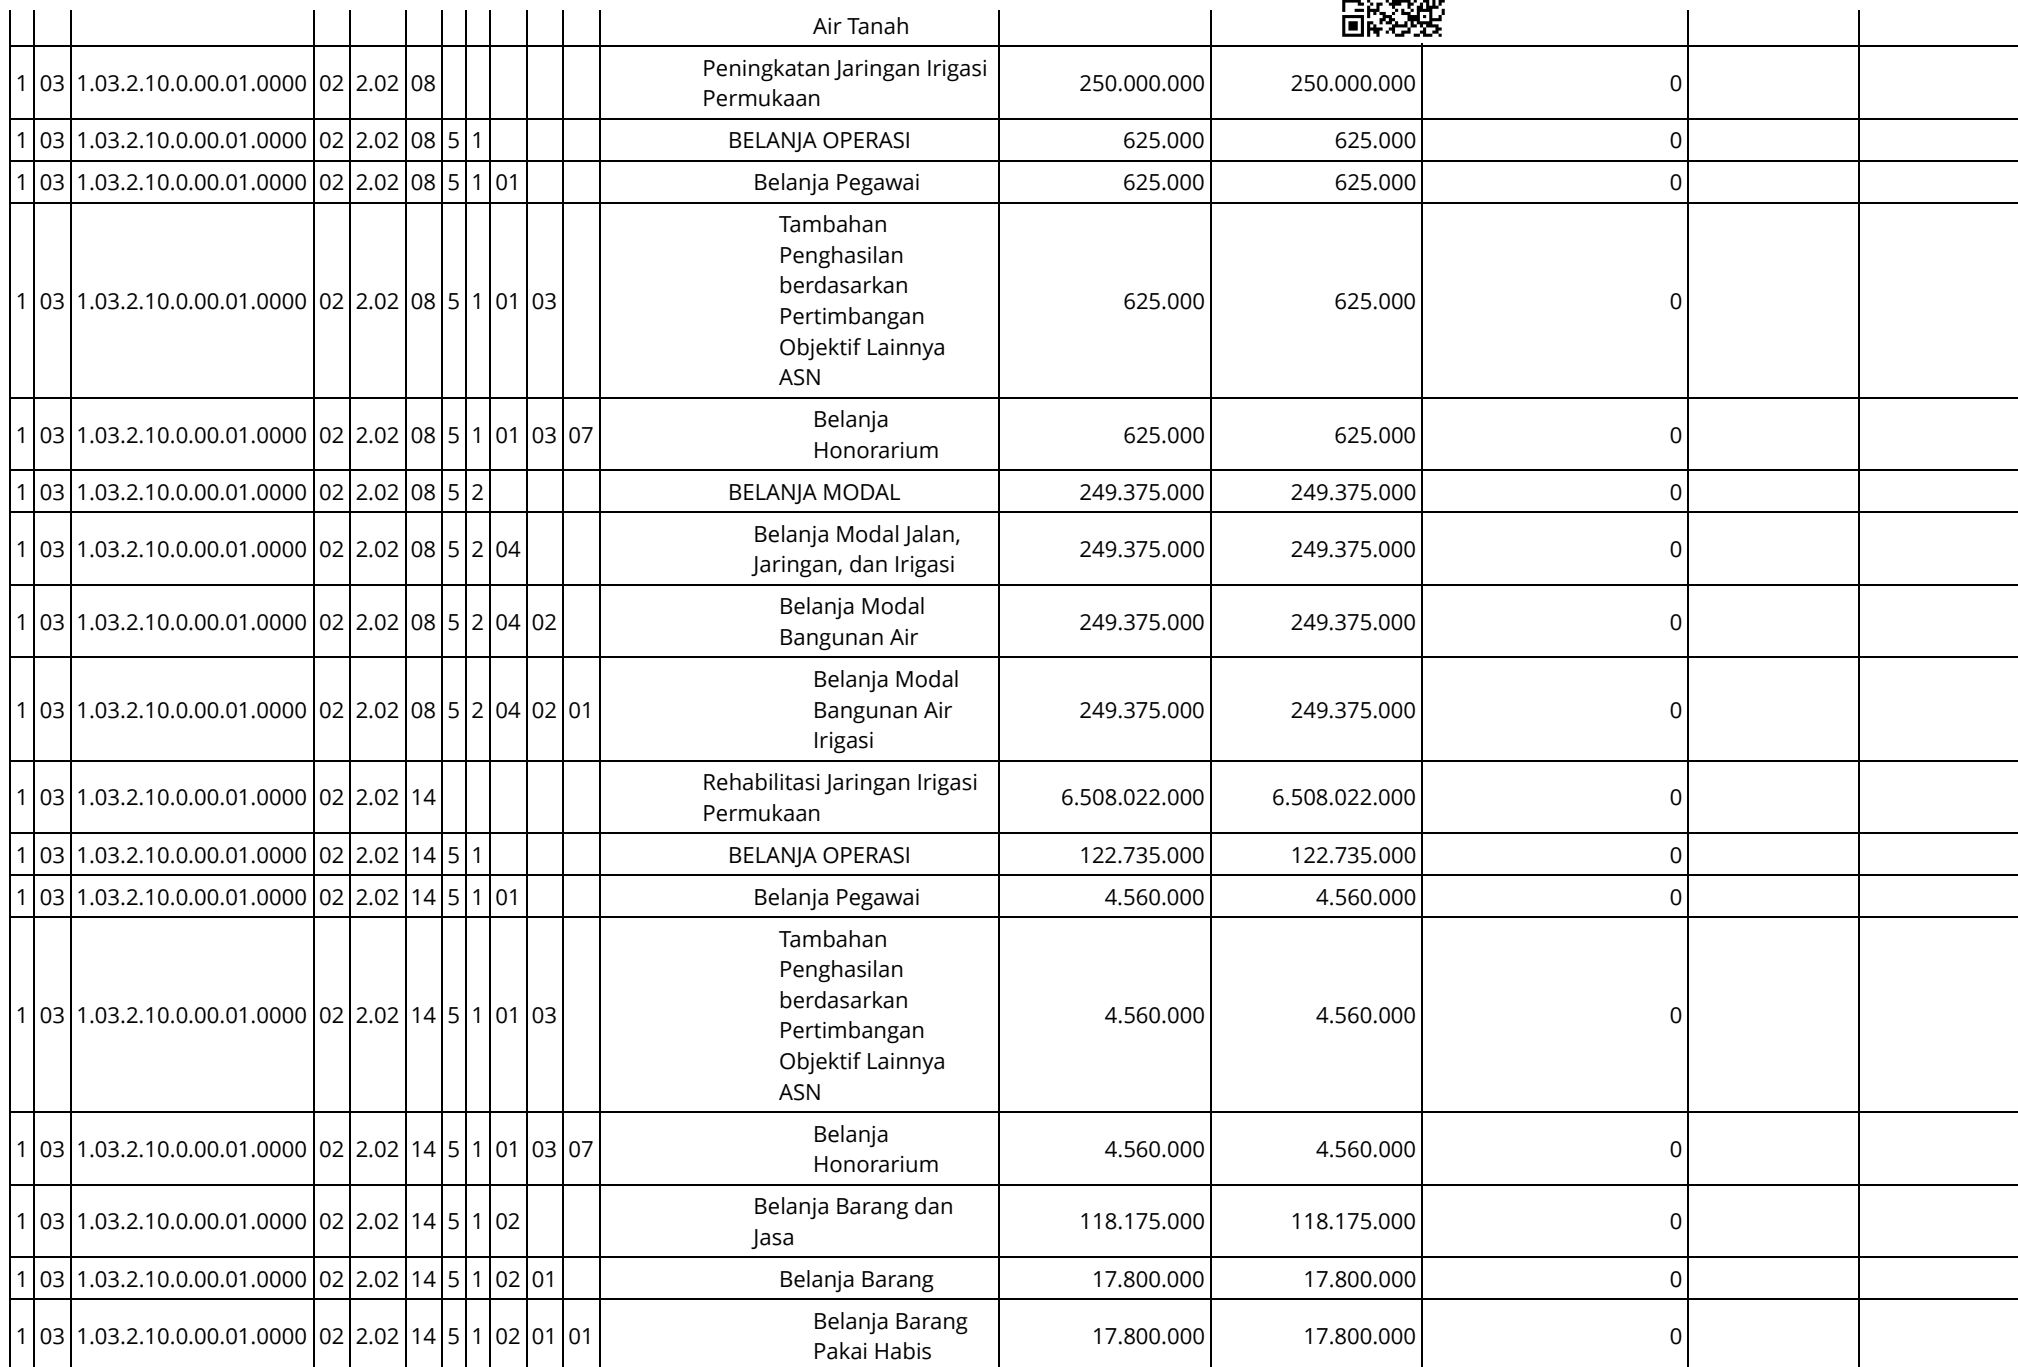 Air Tanah
1 03 1.03.2.10.0.00.01.0000 02 2.02 08 Peningkatan Jaringan Irigasi Permukaan 250.000.000 250.000.000 0
1 03 1.03.2.10.0.00.01.0000 02 2.02 08 5 1 BELANJA OPERASI 625.000 625.000 0
1 03 1.03.2.10.0.00.01.0000 02 2.02 08 5 1 01 Belanja Pegawai 625.000 625.000 0
1 03 1.03.2.10.0.00.01.0000 02 2.02 08 5 1 01 03 Tambahan Penghasilan berdasarkan Pertimbangan Objektif Lainnya ASN 625.000 625.000 0
1 03 1.03.2.10.0.00.01.0000 02 2.02 08 5 1 01 03 07 Belanja Honorarium 625.000 625.000 0
1 03 1.03.2.10.0.00.01.0000 02 2.02 08 5 2 BELANJA MODAL 249.375.000 249.375.000 0
1 03 1.03.2.10.0.00.01.0000 02 2.02 08 5 2 04 Belanja Modal Jalan, Jaringan, dan Irigasi 249.375.000 249.375.000 0
1 03 1.03.2.10.0.00.01.0000 02 2.02 08 5 2 04 02 Belanja Modal Bangunan Air 249.375.000 249.375.000 0
1 03 1.03.2.10.0.00.01.0000 02 2.02 08 5 2 04 02 01 Belanja Modal Bangunan Air Irigasi 249.375.000 249.375.000 0
1 03 1.03.2.10.0.00.01.0000 02 2.02 14 Rehabilitasi Jaringan Irigasi Permukaan 6.508.022.000 6.508.022.000 0
1 03 1.03.2.10.0.00.01.0000 02 2.02 14 5 1 BELANJA OPERASI 122.735.000 122.735.000 0
1 03 1.03.2.10.0.00.01.0000 02 2.02 14 5 1 01 Belanja Pegawai 4.560.000 4.560.000 0
1 03 1.03.2.10.0.00.01.0000 02 2.02 14 5 1 01 03 Tambahan Penghasilan berdasarkan Pertimbangan Objektif Lainnya ASN 4.560.000 4.560.000 0
1 03 1.03.2.10.0.00.01.0000 02 2.02 14 5 1 01 03 07 Belanja Honorarium 4.560.000 4.560.000 0
1 03 1.03.2.10.0.00.01.0000 02 2.02 14 5 1 02 Belanja Barang dan Jasa 118.175.000 118.175.000 0
1 03 1.03.2.10.0.00.01.0000 02 2.02 14 5 1 02 01 Belanja Barang 17.800.000 17.800.000 0
1 03 1.03.2.10.0.00.01.0000 02 2.02 14 5 1 02 01 01 Belanja Barang Pakai Habis 17.800.000 17.800.000 0